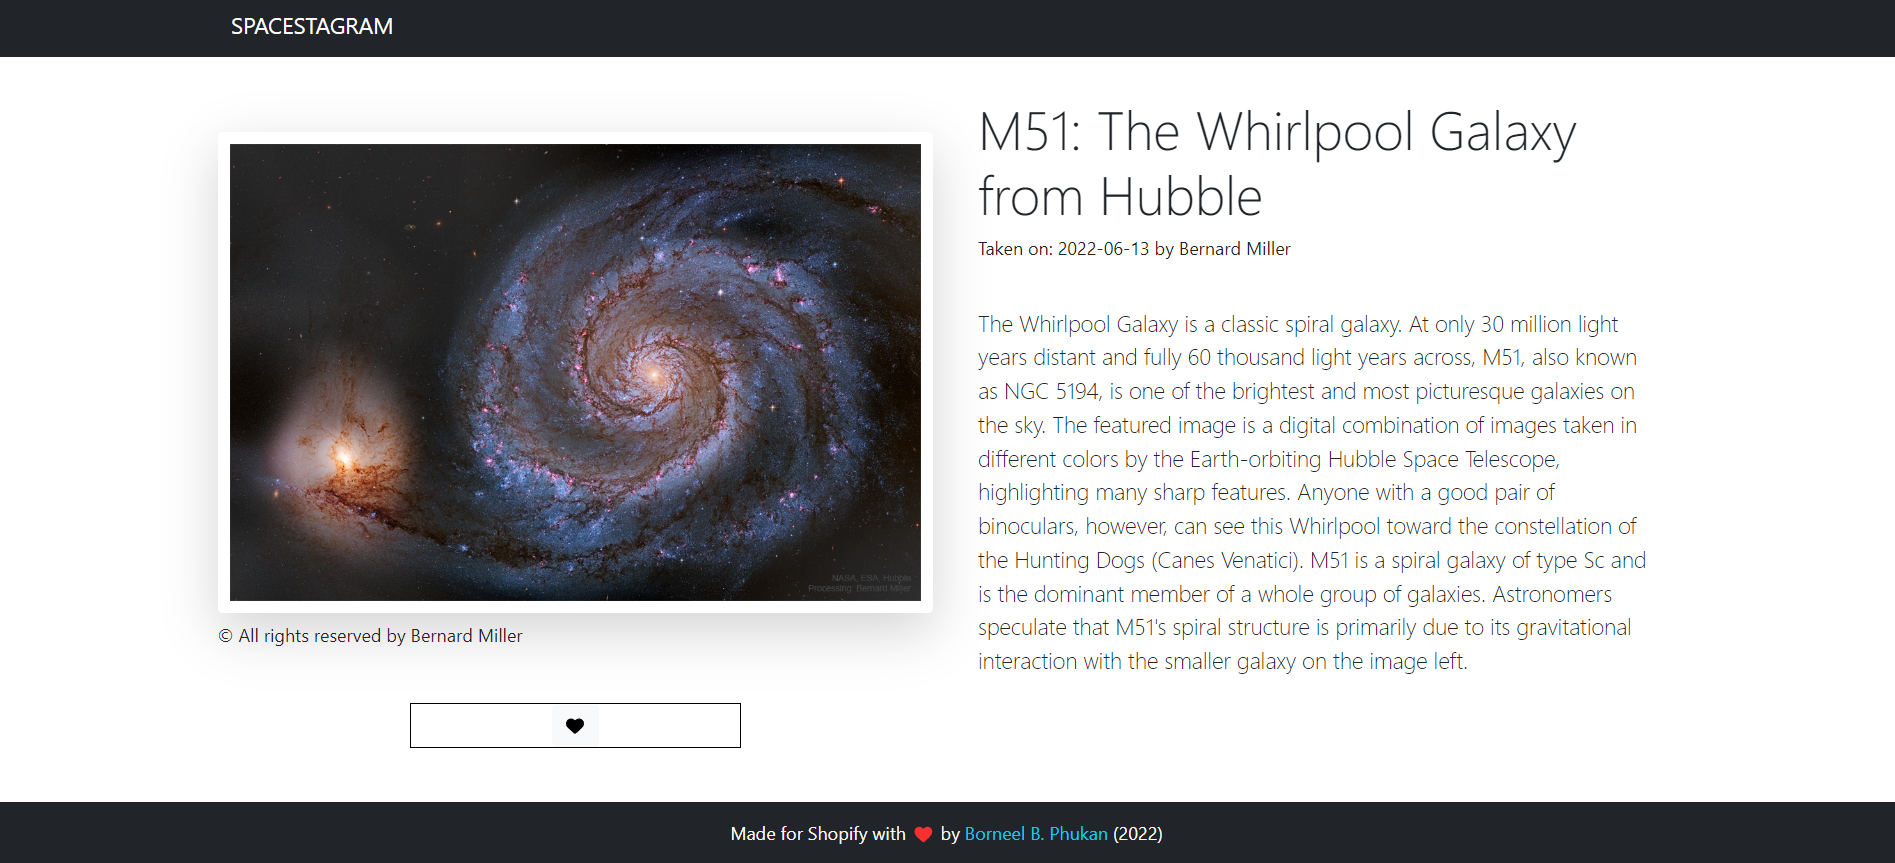 SPACESTAGRAM
NASA, ESA, Hubble
Processing: Bernard Miller
© All rights reserved by Bernard Miller
M51: The Whirlpool Galaxy
from Hubble
Taken on: 2022-06-13 by Bernard Miller
The Whirlpool Galaxy is a classic spiral galaxy. At only 30 million light
years distant and fully 60 thousand light years across, M51, also known
as NGC 5194, is one of the brightest and most picturesque galaxies on
the sky. The featured image is a digital combination of images taken in
different colors by the Earth-orbiting Hubble Space Telescope,
highlighting many sharp features. Anyone with a good pair of
binoculars, however, can see this Whirlpool toward the constellation of
the Hunting Dogs (Canes Venatici). M51 is a spiral galaxy of type Sc and
is the dominant member of a whole group of galaxies. Astronomers
speculate that M51's spiral structure is primarily due to its gravitational
interaction with the smaller galaxy on the image left.
Made for Shopify with ♥ by Borneel B. Phukan (2022)